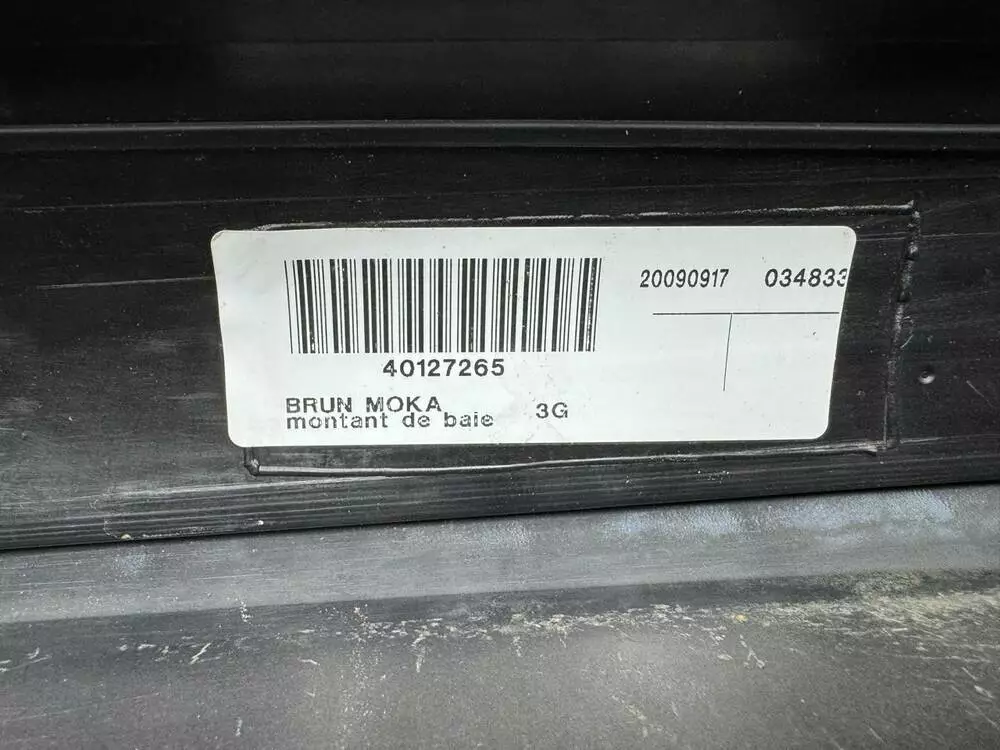 20090917 034833
40127265
BRUN MOKA 3G
montant de baie